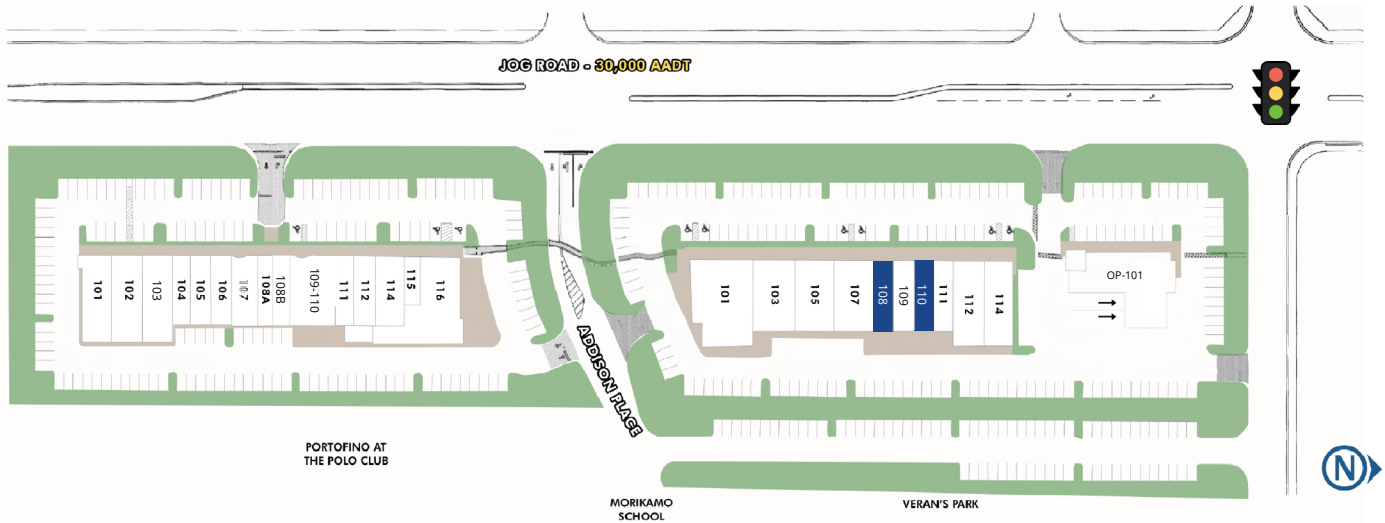 JOG ROAD - 30,000 AADT
101
102
103
104
105
106
107
108A
108B
109-110
111
112
114
115
116
101
103
105
107
108
109
110
111
112
114
OP-101
ADDISON PLACE
PORTOFINO AT
THE POLO CLUB
MORIKAMO
SCHOOL
VERAN'S PARK
N